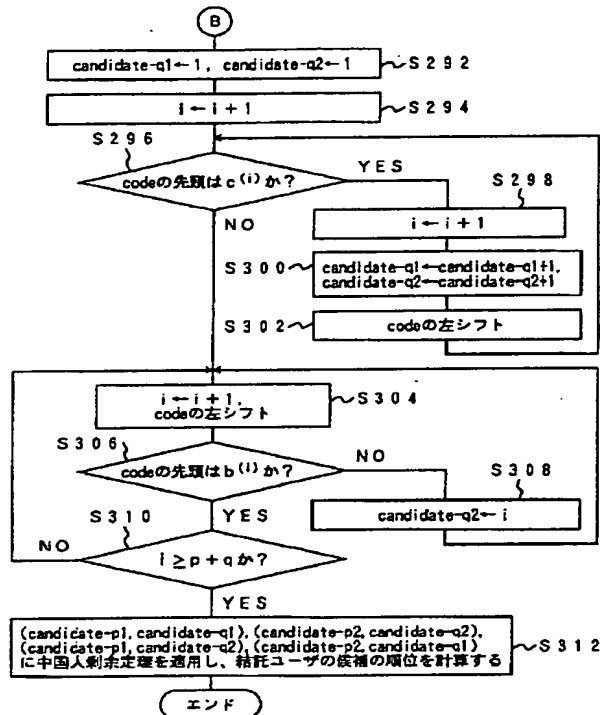 B
candidate-q1←1, candidate-q2←1
S292
i←i+1
S294
S296
codeの先頭はc(i)か？
YES
NO
S298
i←i+1
S300
candidate-q1←candidate-q1+1,
candidate-q2←candidate-q2+1
S302
codeの左シフト
i←i+1,
codeの左シフト
S304
S306
codeの先頭はb(i)か？
NO
YES
S308
candidate-q2←i
S310
NO
i≥p+qか？
YES
(candidate-p1, candidate-q1), (candidate-p2, candidate-q2),
(candidate-p1, candidate-q2), (candidate-p2, candidate-q1)
に中国人剰余定理を適用し、結託ユーザの候補の順位を計算する
S312
エンド